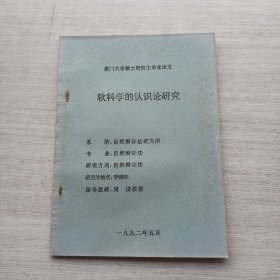 厦门大学硕士研究生毕业论文
软科学的认识论研究
系 所:自然辩证法研究所
专 业:自然辩证法
研究方向:自然辩证法
研究生姓名:李建松
指导教师:周 济教授
一九九二年五月